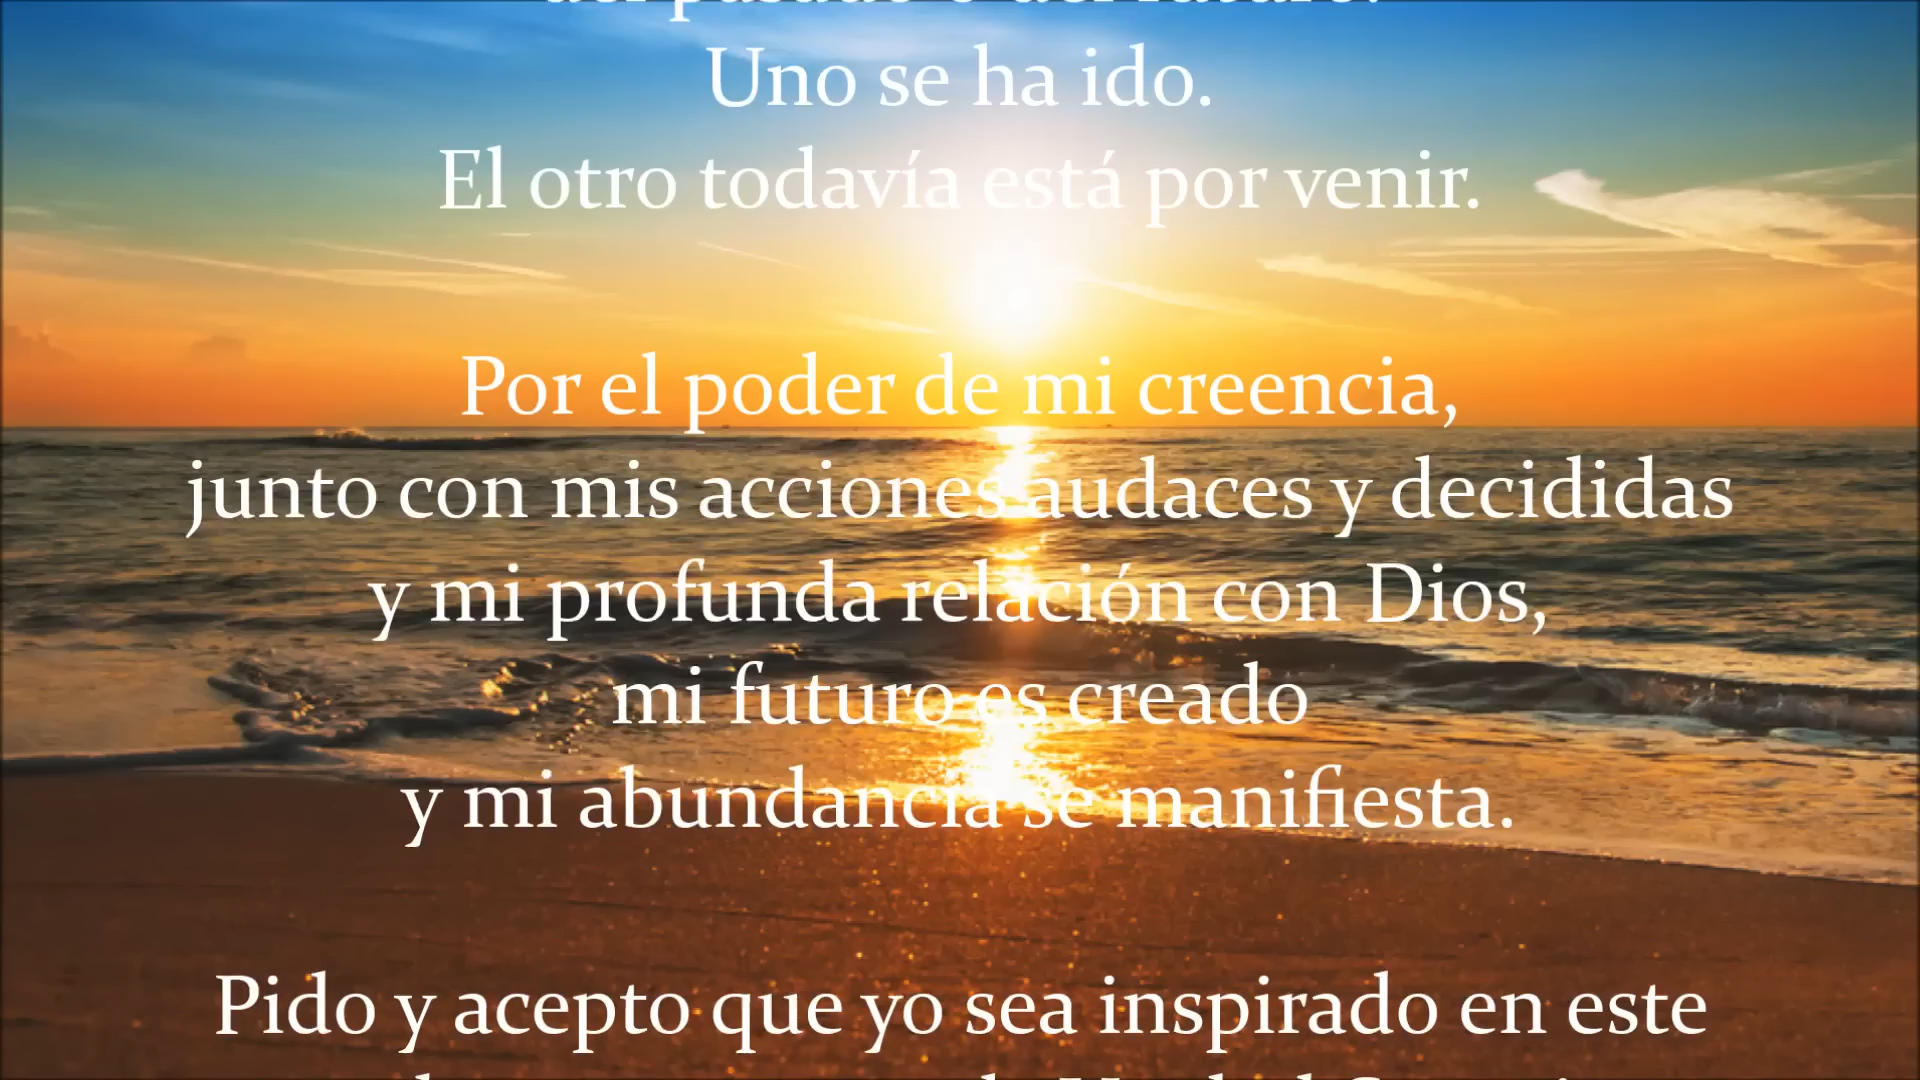 Uno se ha ido.
El otro todavía está por venir.
Por el poder de mi creencia,
junto con mis acciones audaces y decididas
y mi profunda relación con Dios,
mi futuro es creado
y mi abundancia se manifiesta.
Pido y acepto que yo sea inspirado en este